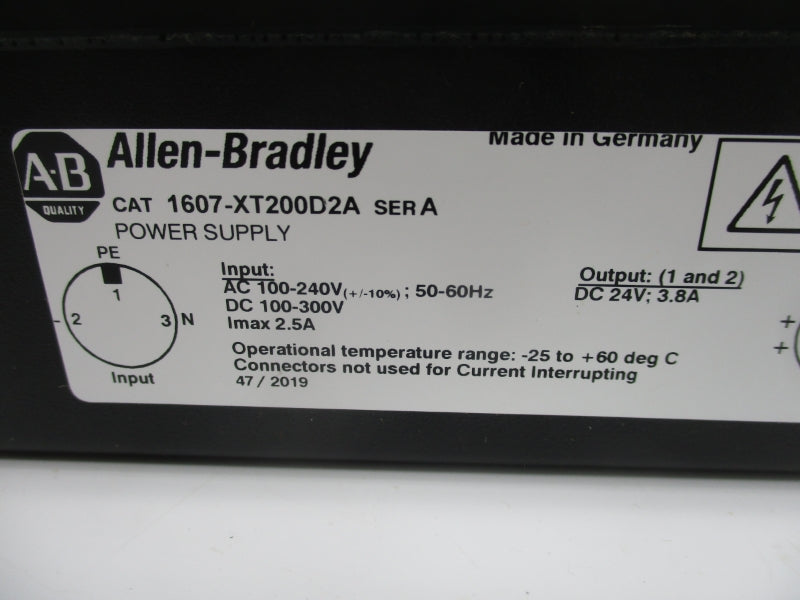 A-B
QUALITY
Allen-Bradley
Made in Germany
CAT 1607-XT200D2A SER A
POWER SUPPLY
PE
1
2
3 N
Input
Input:
AC 100-240V(+/-10%) ; 50-60Hz
DC 100-300V
Imax 2.5A
Output: (1 and 2)
DC 24V; 3.8A
+
+
Operational temperature range: -25 to +60 deg C
Connectors not used for Current Interrupting
47 / 2019